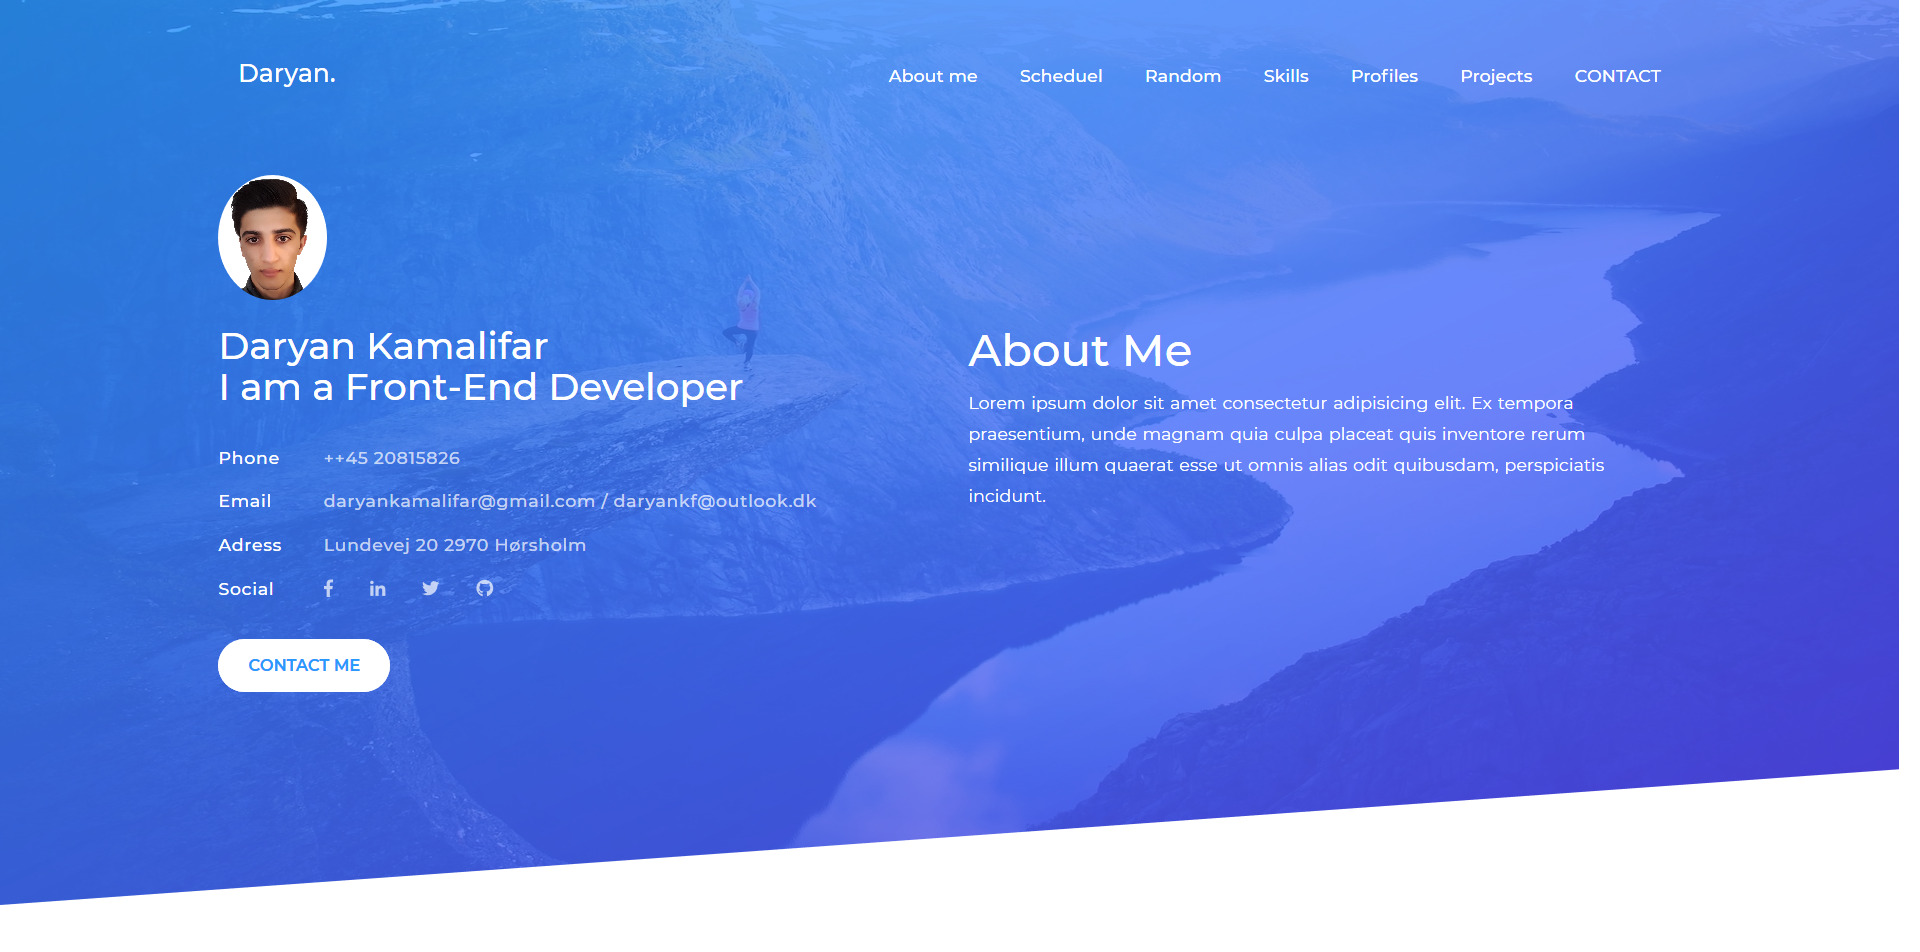 Daryan.
About me Scheduel Random Skills Profiles Projects CONTACT
Daryan Kamalifar
I am a Front-End Developer
Phone ++45 20815826
Email daryankamalifar@gmail.com / daryankf@outlook.dk
Adress Lundevej 20 2970 Hørsholm
Social
CONTACT ME
About Me
Lorem ipsum dolor sit amet consectetur adipisicing elit. Ex tempora
praesentium, unde magnam quia culpa placeat quis inventore rerum
similique illum quaerat esse ut omnis alias odit quibusdam, perspiciatis
incidunt.